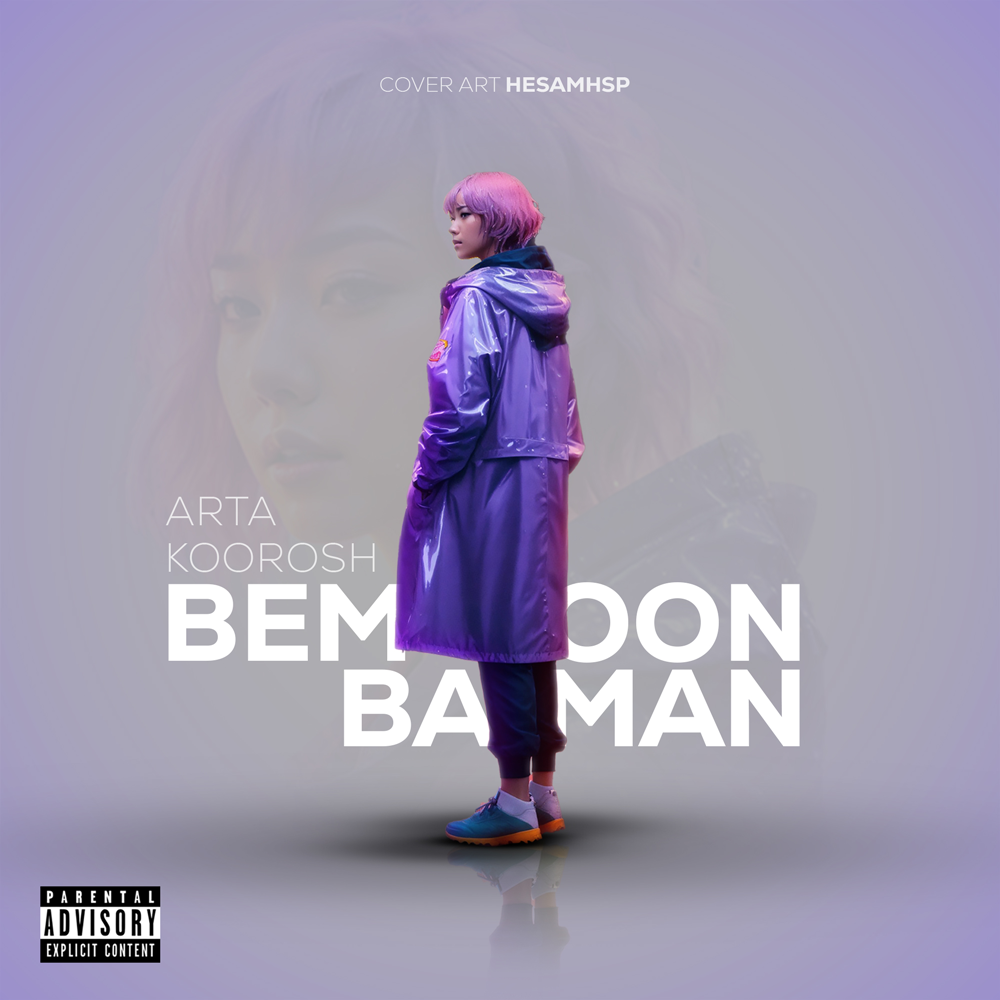 COVER ART HESAMHSP
ARTA
KOOROSH
BEM OON
BA MAN
PARENTAL
ADVISORY
EXPLICIT CONTENT